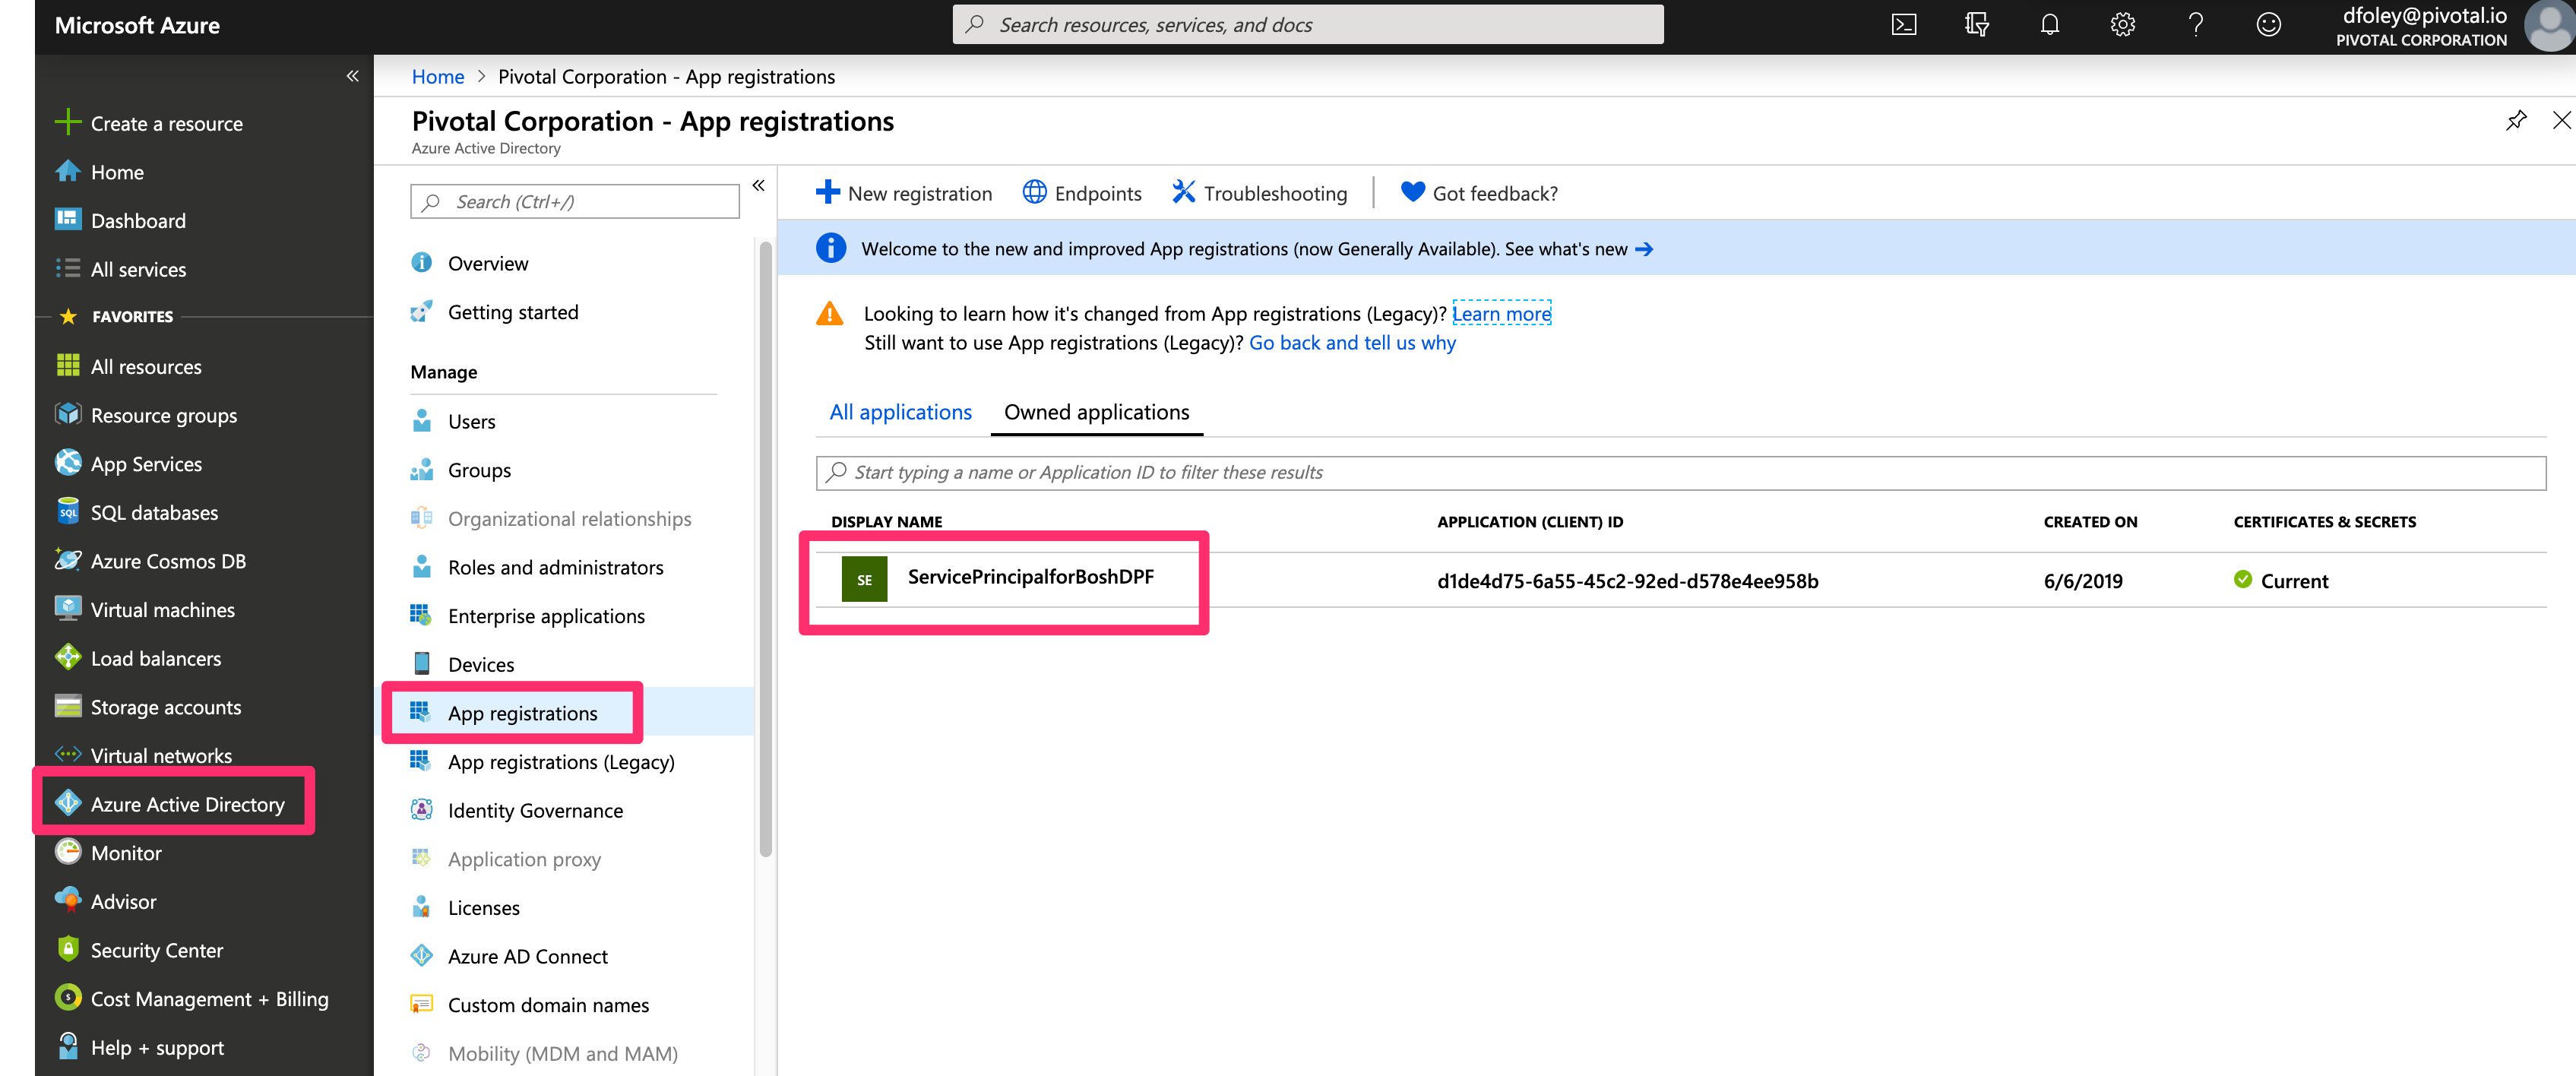 Microsoft Azure
Search resources, services, and docs
dfoley@pivotal.io
PIVOTAL CORPORATION
Create a resource
Home
Dashboard
All services
FAVORITES
All resources
Resource groups
App Services
SQL
SQL databases
Azure Cosmos DB
Virtual machines
Load balancers
Storage accounts
Virtual networks
Azure Active Directory
Monitor
Advisor
Security Center
Cost Management + Billing
Help + support
Home > Pivotal Corporation - App registrations
Pivotal Corporation - App registrations
Azure Active Directory
Search (Ctrl+/)
Overview
Getting started
Manage
Users
Groups
Organizational relationships
Roles and administrators
Enterprise applications
Devices
App registrations
App registrations (Legacy)
Identity Governance
Application proxy
Licenses
Azure AD Connect
Custom domain names
Mobility (MDM and MAM)
New registration Endpoints Troubleshooting Got feedback?
Welcome to the new and improved App registrations (now Generally Available). See what's new
Looking to learn how it's changed from App registrations (Legacy)? Learn more
Still want to use App registrations (Legacy)? Go back and tell us why
All applications Owned applications
Start typing a name or Application ID to filter these results
DISPLAY NAME APPLICATION (CLIENT) ID CREATED ON CERTIFICATES & SECRETS
SE ServicePrincipalforBoshDPF d1de4d75-6a55-45c2-92ed-d578e4ee958b 6/6/2019 Current